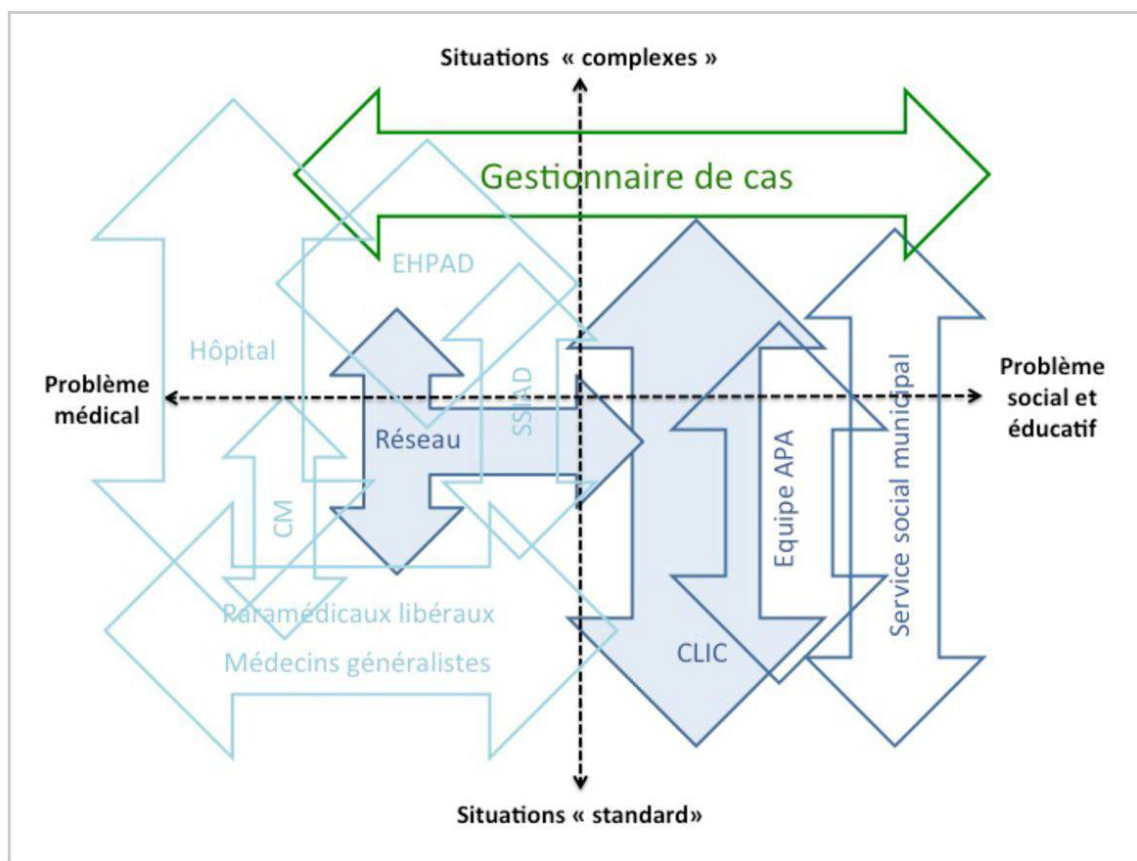 Situations « complexes »
Gestionnaire de cas
EHPAD
Hôpital
Problème
médical
Problème
social et
éducatif
SSIAD
Réseau
CM
Equipe APA
Service social municipal
Paramédicaux libéraux
Médecins généralistes
CLIC
Situations « standard»